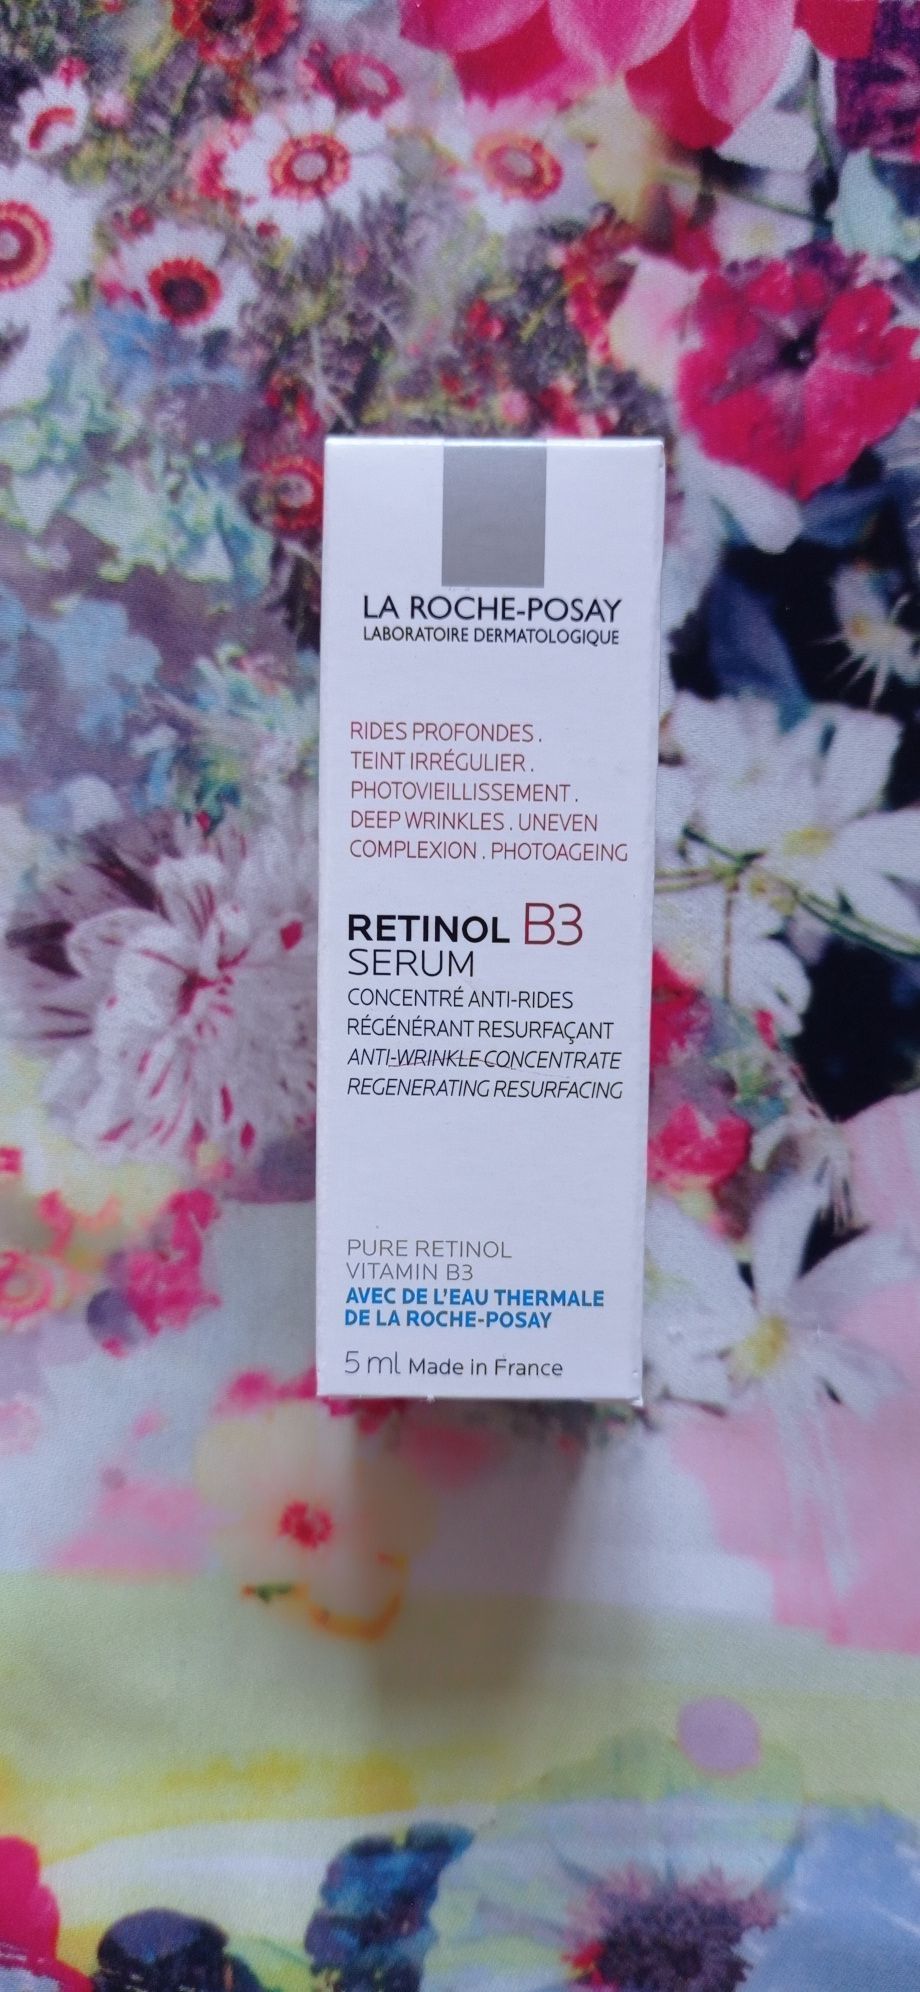 LA ROCHE-POSAY
LABORATOIRE DERMATOLOGIQUE
RIDES PROFONDES .
TEINT IRRÉGULIER .
PHOTOVIEILLISSEMENT .
DEEP WRINKLES . UNEVEN
COMPLEXION . PHOTOAGEING
RETINOL B3
SERUM
CONCENTRÉ ANTI-RIDES
RÉGÉNÉRANT RESURFAÇANT
ANTI-WRINKLE CONCENTRATE
REGENERATING RESURFACING
PURE RETINOL
VITAMIN B3
AVEC DE L'EAU THERMALE
DE LA ROCHE-POSAY
5 ml Made in France